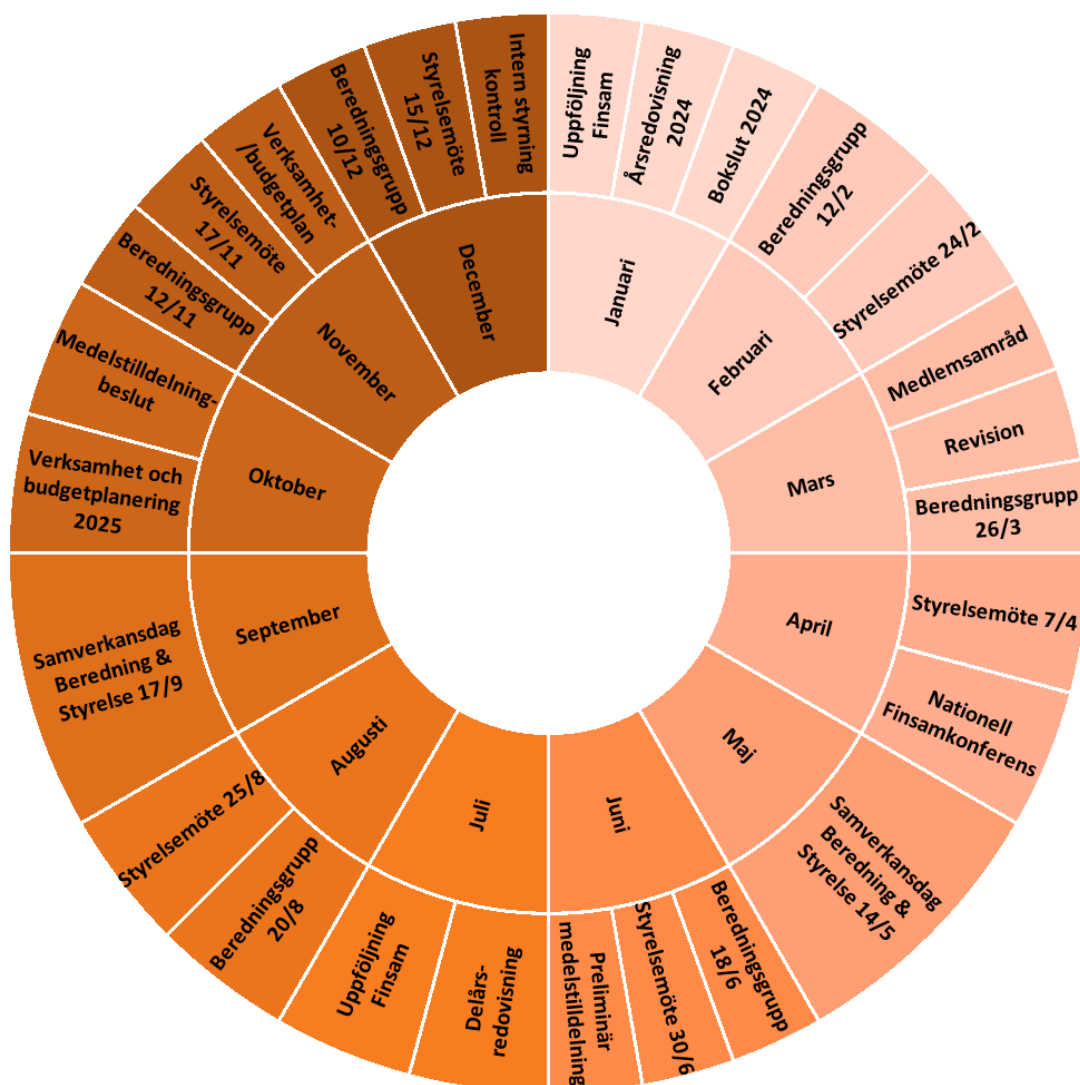 Januari
Uppföljning
Finsam
Årsredovisning
2024
Bokslut 2024
Februari
Beredningsgrupp
12/2
Styrelsemöte 24/2
Mars
Medlemsamråd
Revision
Beredningsgrupp
26/3
April
Styrelsemöte 7/4
Nationell
Finsamkonferens
Maj
Samverkansdag
Beredning &
Styrelse 14/5
Juni
Beredningsgrupp
18/6
Styrelsemöte 30/6
Preliminär
medelstilldelning
Juli
Delårs-
redovisning
Uppföljning
Finsam
Augusti
Beredningsgrupp
20/8
Styrelsemöte 25/8
September
Samverkansdag
Beredning &
Styrelse 17/9
Oktober
Verksamhet och
budgetplanering
2025
Medelstilldelning-
beslut
November
Beredningsgrupp
12/11
Styrelsemöte
17/11
Verksamhet-
/budgetplan
December
Beredningsgrupp
10/12
Styrelsemöte
15/12
Intern styrning
kontroll